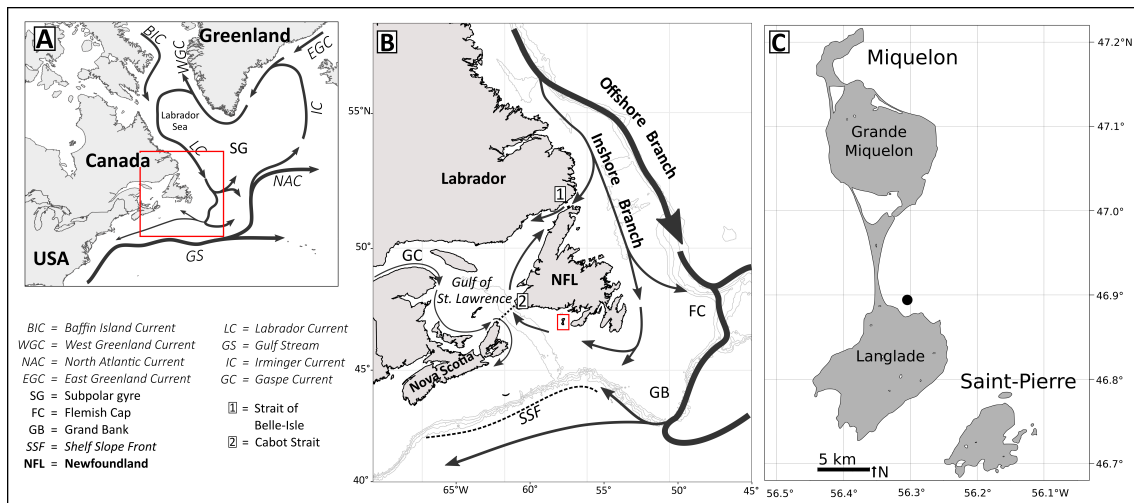 A
BIC
WGC
Greenland
EGC
IC
Labrador
Sea
LC
SG
Canada
NAC
USA
GS
BIC = Baffin Island Current
WGC = West Greenland Current
NAC = North Atlantic Current
EGC = East Greenland Current
SG = Subpolar gyre
FC = Flemish Cap
GB = Grand Bank
SSF = Shelf Slope Front
NFL = Newfoundland
LC = Labrador Current
GS = Gulf Stream
IC = Irminger Current
GC = Gaspe Current
1 = Strait of
Belle-Isle
2 = Cabot Strait
B
55°
50°
45°
40°
Offshore Branch
Inshore Branch
Labrador
1
GC
Gulf of
St. Lawrence
2
NFL
FC
Nova Scotia
GB
SSF
65°
60°
55°
50°
45°
C
Miquelon
47.2°N
Grande
Miquelon
47.1°
47.0°
46.9°
Langlade
46.8°
Saint-Pierre
5 km
↑N
46.7°
56.5°
56.4°
56.3°
56.2°
56.1°W